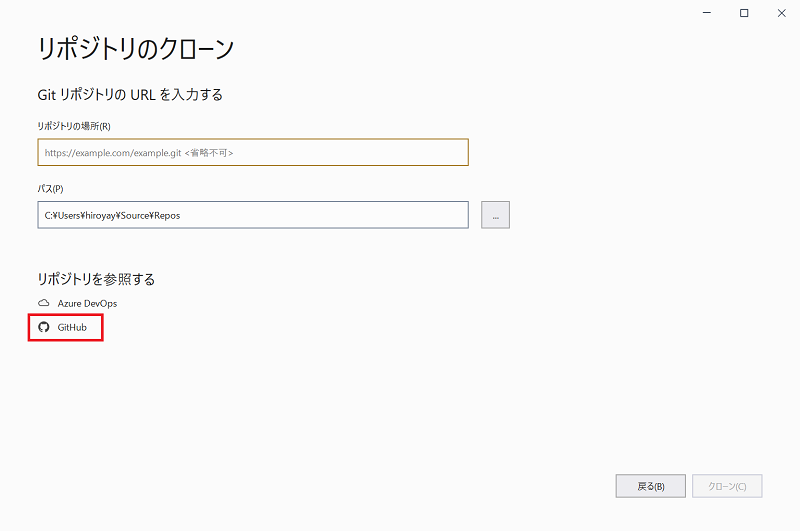 リポジトリのクローン
Git リポジトリの URL を入力する
リポジトリの場所(R)
https://example.com/example.git <省略不可>
パス(P)
C:¥Users¥hiroyay¥Source¥Repos
...
リポジトリを参照する
Azure DevOps
GitHub
戻る(B)
クローン(C)